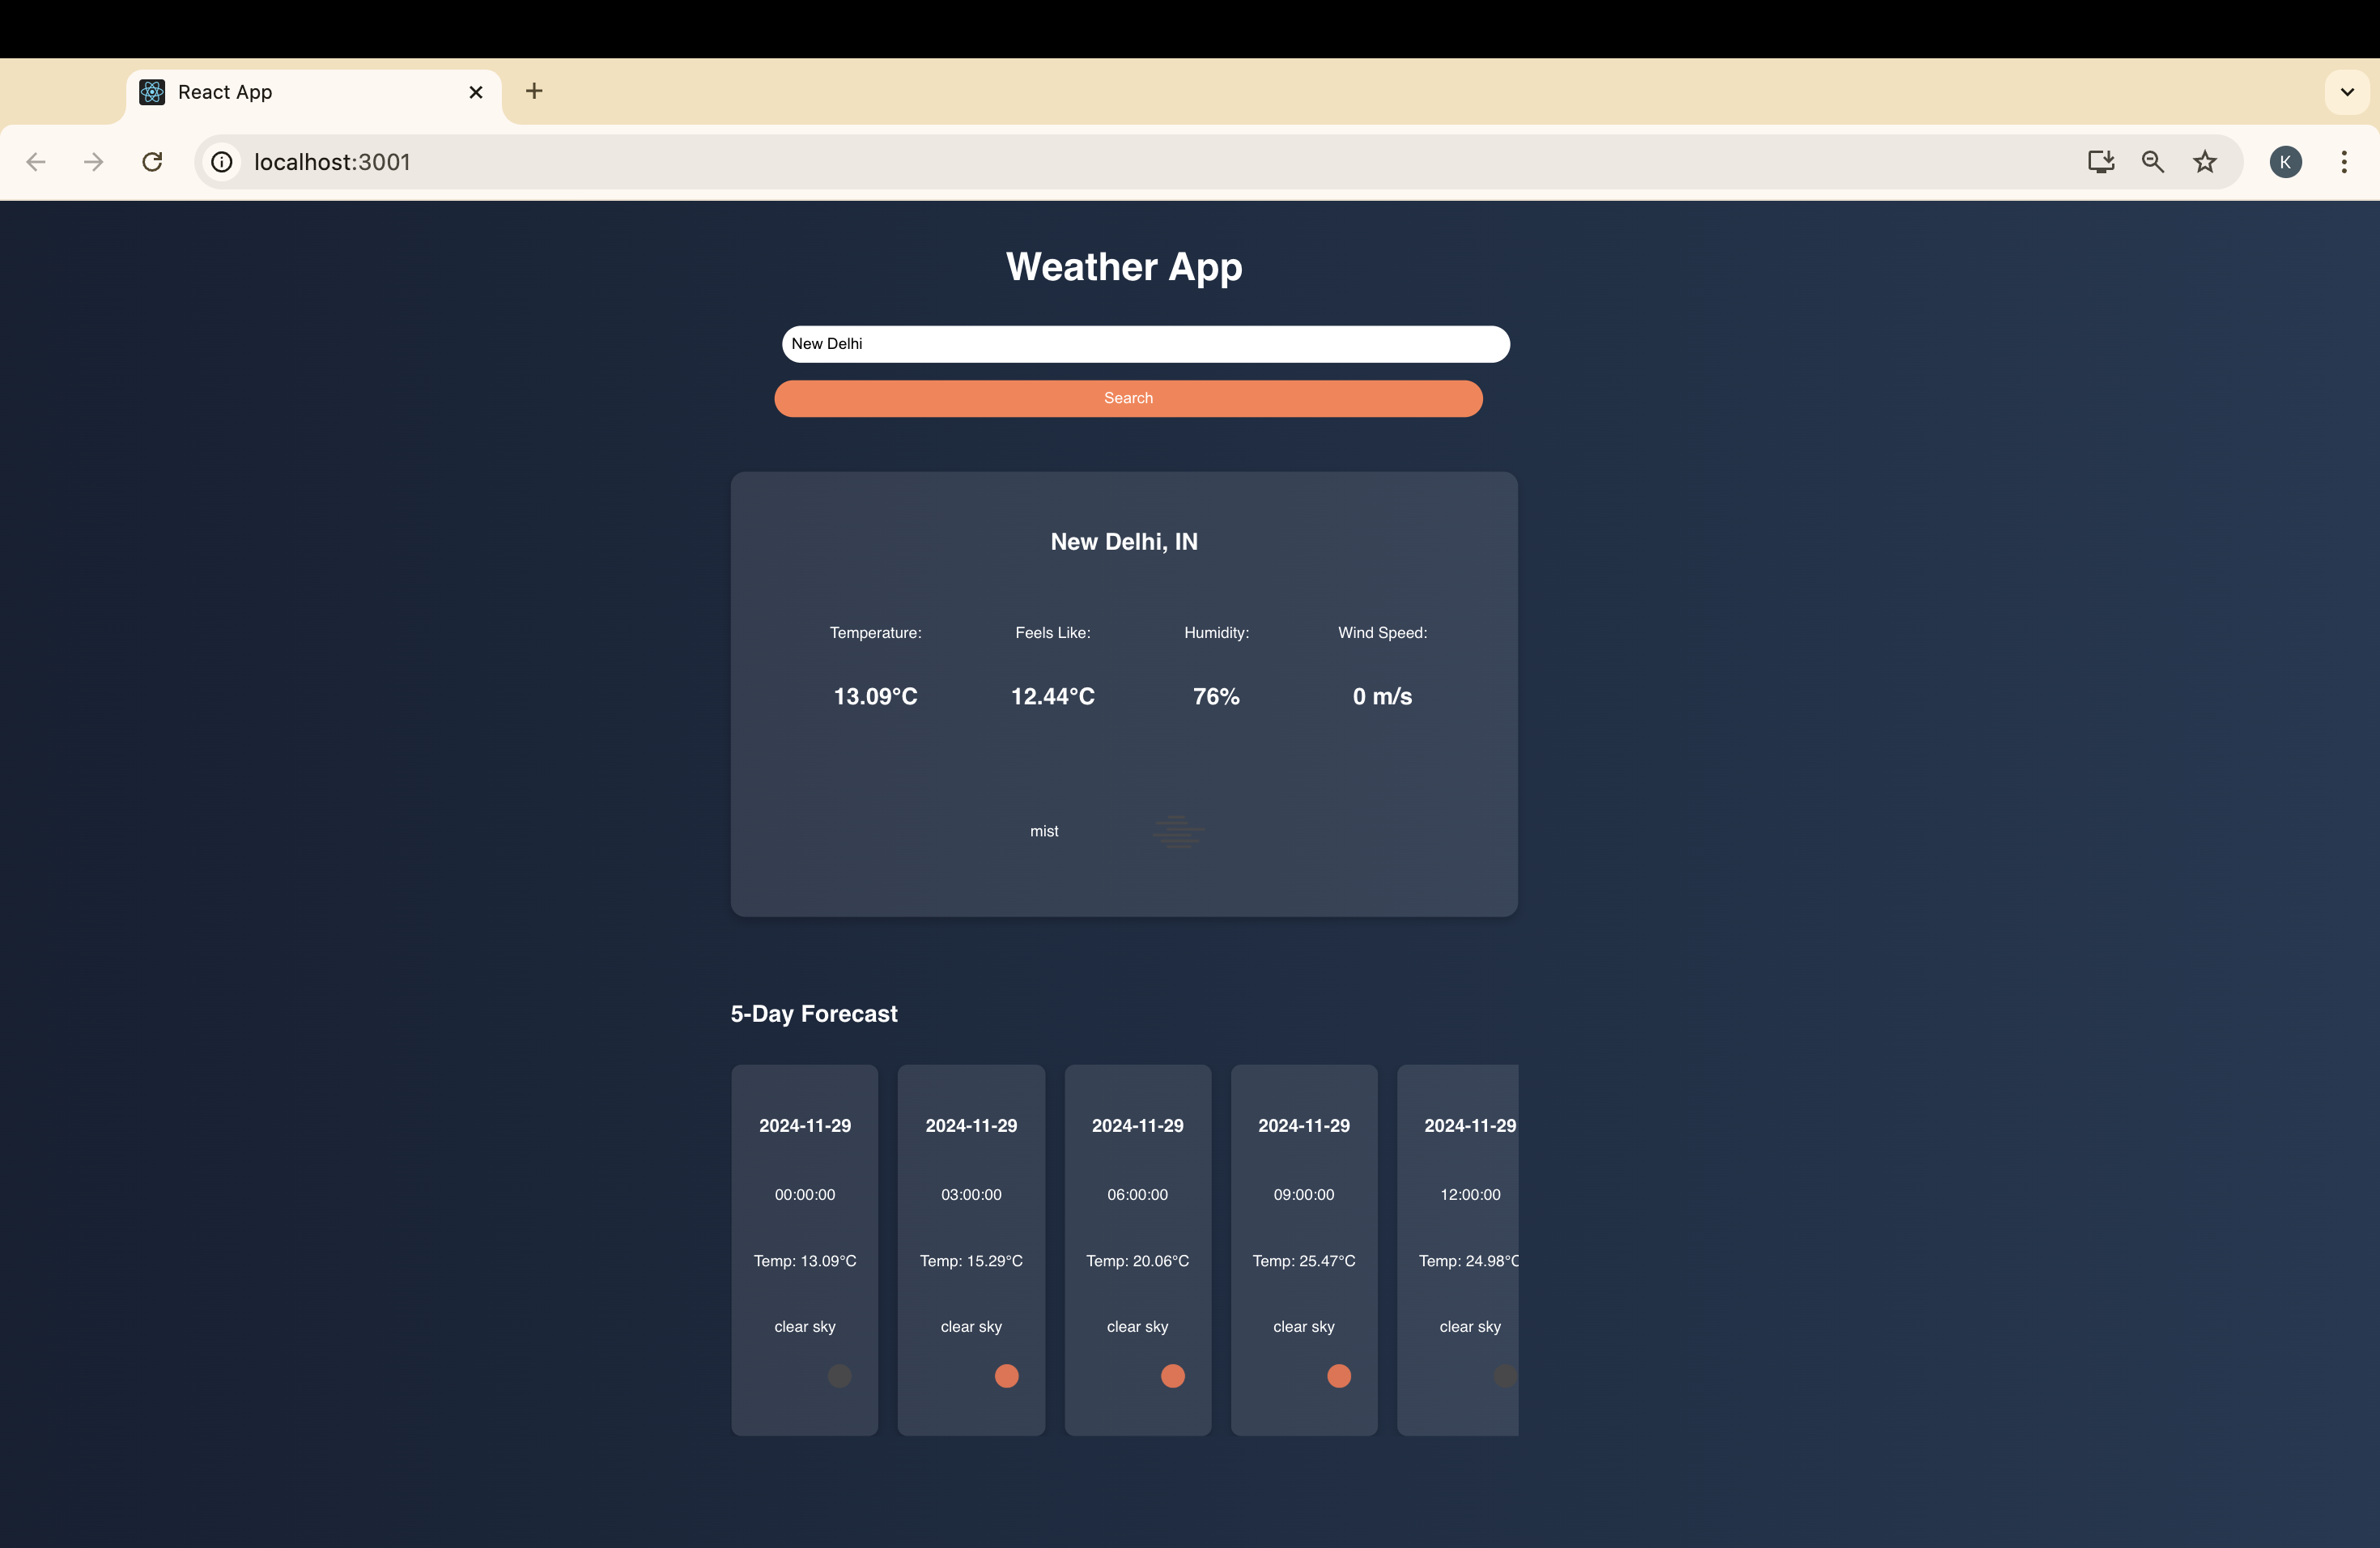 React App
localhost:3001
K
Weather App
New Delhi
Search
New Delhi, IN
Temperature: Feels Like: Humidity: Wind Speed:
13.09°C 12.44°C 76% 0 m/s
mist
5-Day Forecast
2024-11-29 2024-11-29 2024-11-29 2024-11-29 2024-11-29
00:00:00 03:00:00 06:00:00 09:00:00 12:00:00
Temp: 13.09°C Temp: 15.29°C Temp: 20.06°C Temp: 25.47°C Temp: 24.98°C
clear sky clear sky clear sky clear sky clear sky